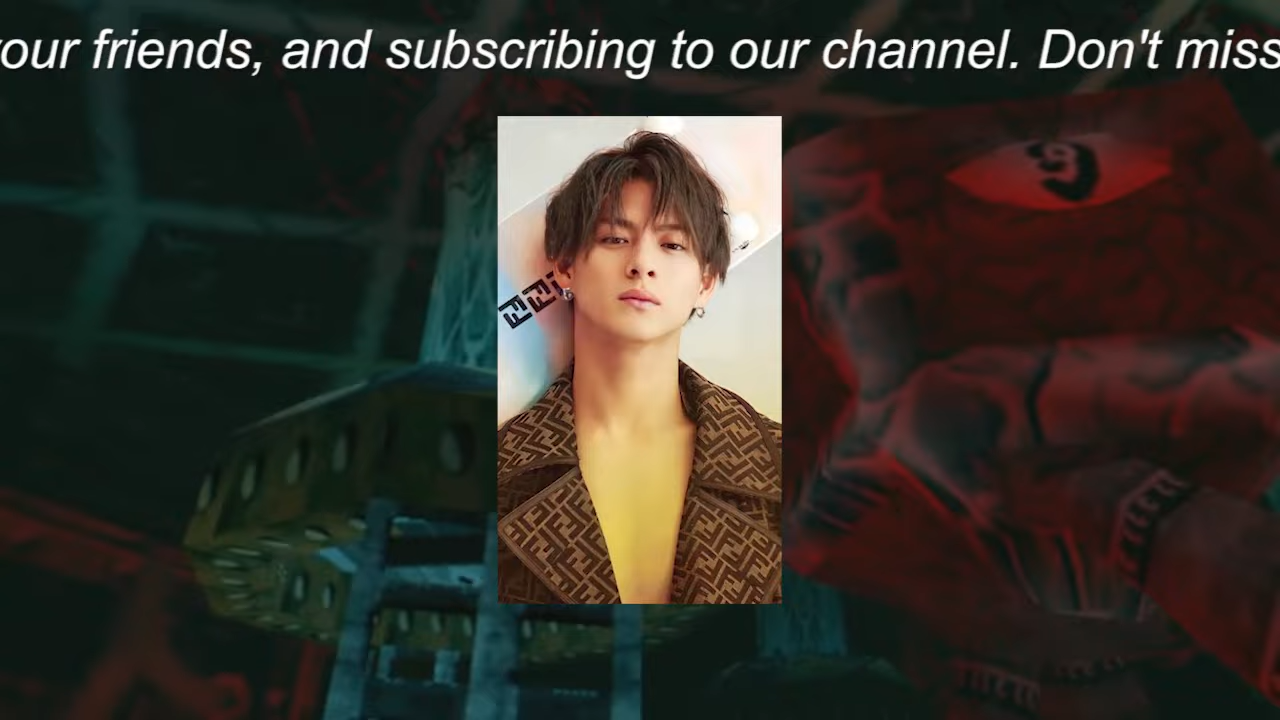 our friends, and subscribing to our channel. Don't miss